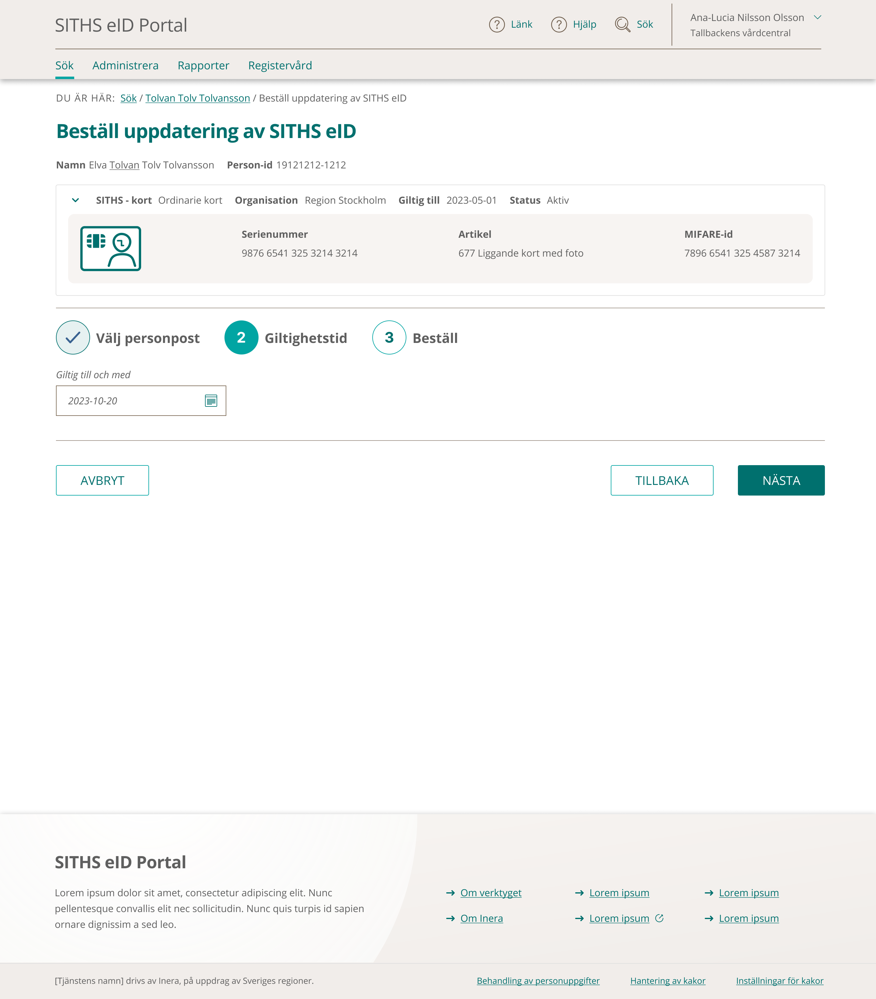 SITHS eID Portal
Länk Hjälp Sök
Ana-Lucia Nilsson Olsson
Tallbackens vårdcentral
Sök Administrera Rapporter Registervård
DU ÄR HÄR: Sök / Tolvan Tolv Tolvansson / Beställ uppdatering av SITHS eID
Beställ uppdatering av SITHS eID
Namn Elva Tolvan Tolv Tolvansson Person-id 19121212-1212
SITHS - kort Ordinarie kort Organisation Region Stockholm Giltig till 2023-05-01 Status Aktiv
Serienummer Artikel MIFARE-id
9876 6541 325 3214 3214 677 Liggande kort med foto 7896 6541 325 4587 3214
Välj personpost 2 Giltighetstid 3 Beställ
Giltig till och med
2023-10-20
AVBRYT TILLBAKA NÄSTA
SITHS eID Portal
Lorem ipsum dolor sit amet, consectetur adipiscing elit. Nunc
pellentesque convallis elit nec sollicitudin. Nunc quis turpis id sapien
ornare dignissim a sed leo.
Om verktyget Lorem ipsum Lorem ipsum
Om Inera Lorem ipsum Lorem ipsum
[Tjänstens namn] drivs av Inera, på uppdrag av Sveriges regioner.
Behandling av personuppgifter Hantering av kakor Inställningar för kakor